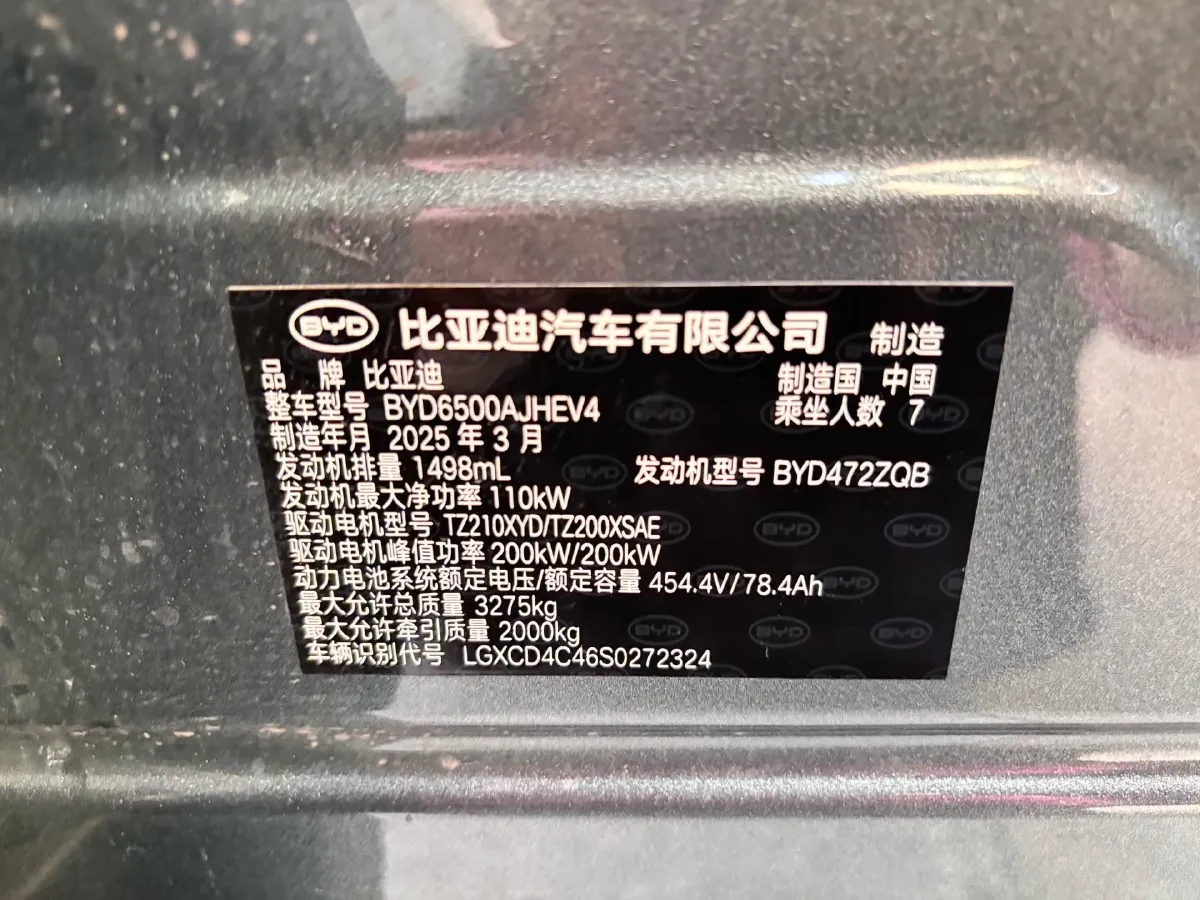 BYD 比亚迪汽车有限公司 制造
品 牌 比亚迪 制造国 中国
整车型号 BYD6500AJHEV4 乘坐人数 7
制造年月 2025 年 3 月
发动机排量 1498mL 发动机型号 BYD472ZQB
发动机最大净功率 110kW
驱动电机型号 TZ210XYD/TZ200XSAE
驱动电机峰值功率 200kW/200kW
动力电池系统额定电压/额定容量 454.4V/78.4Ah
最大允许总质量 3275kg
最大允许牵引质量 2000kg
车辆识别代号 LGXCD4C46S0272324